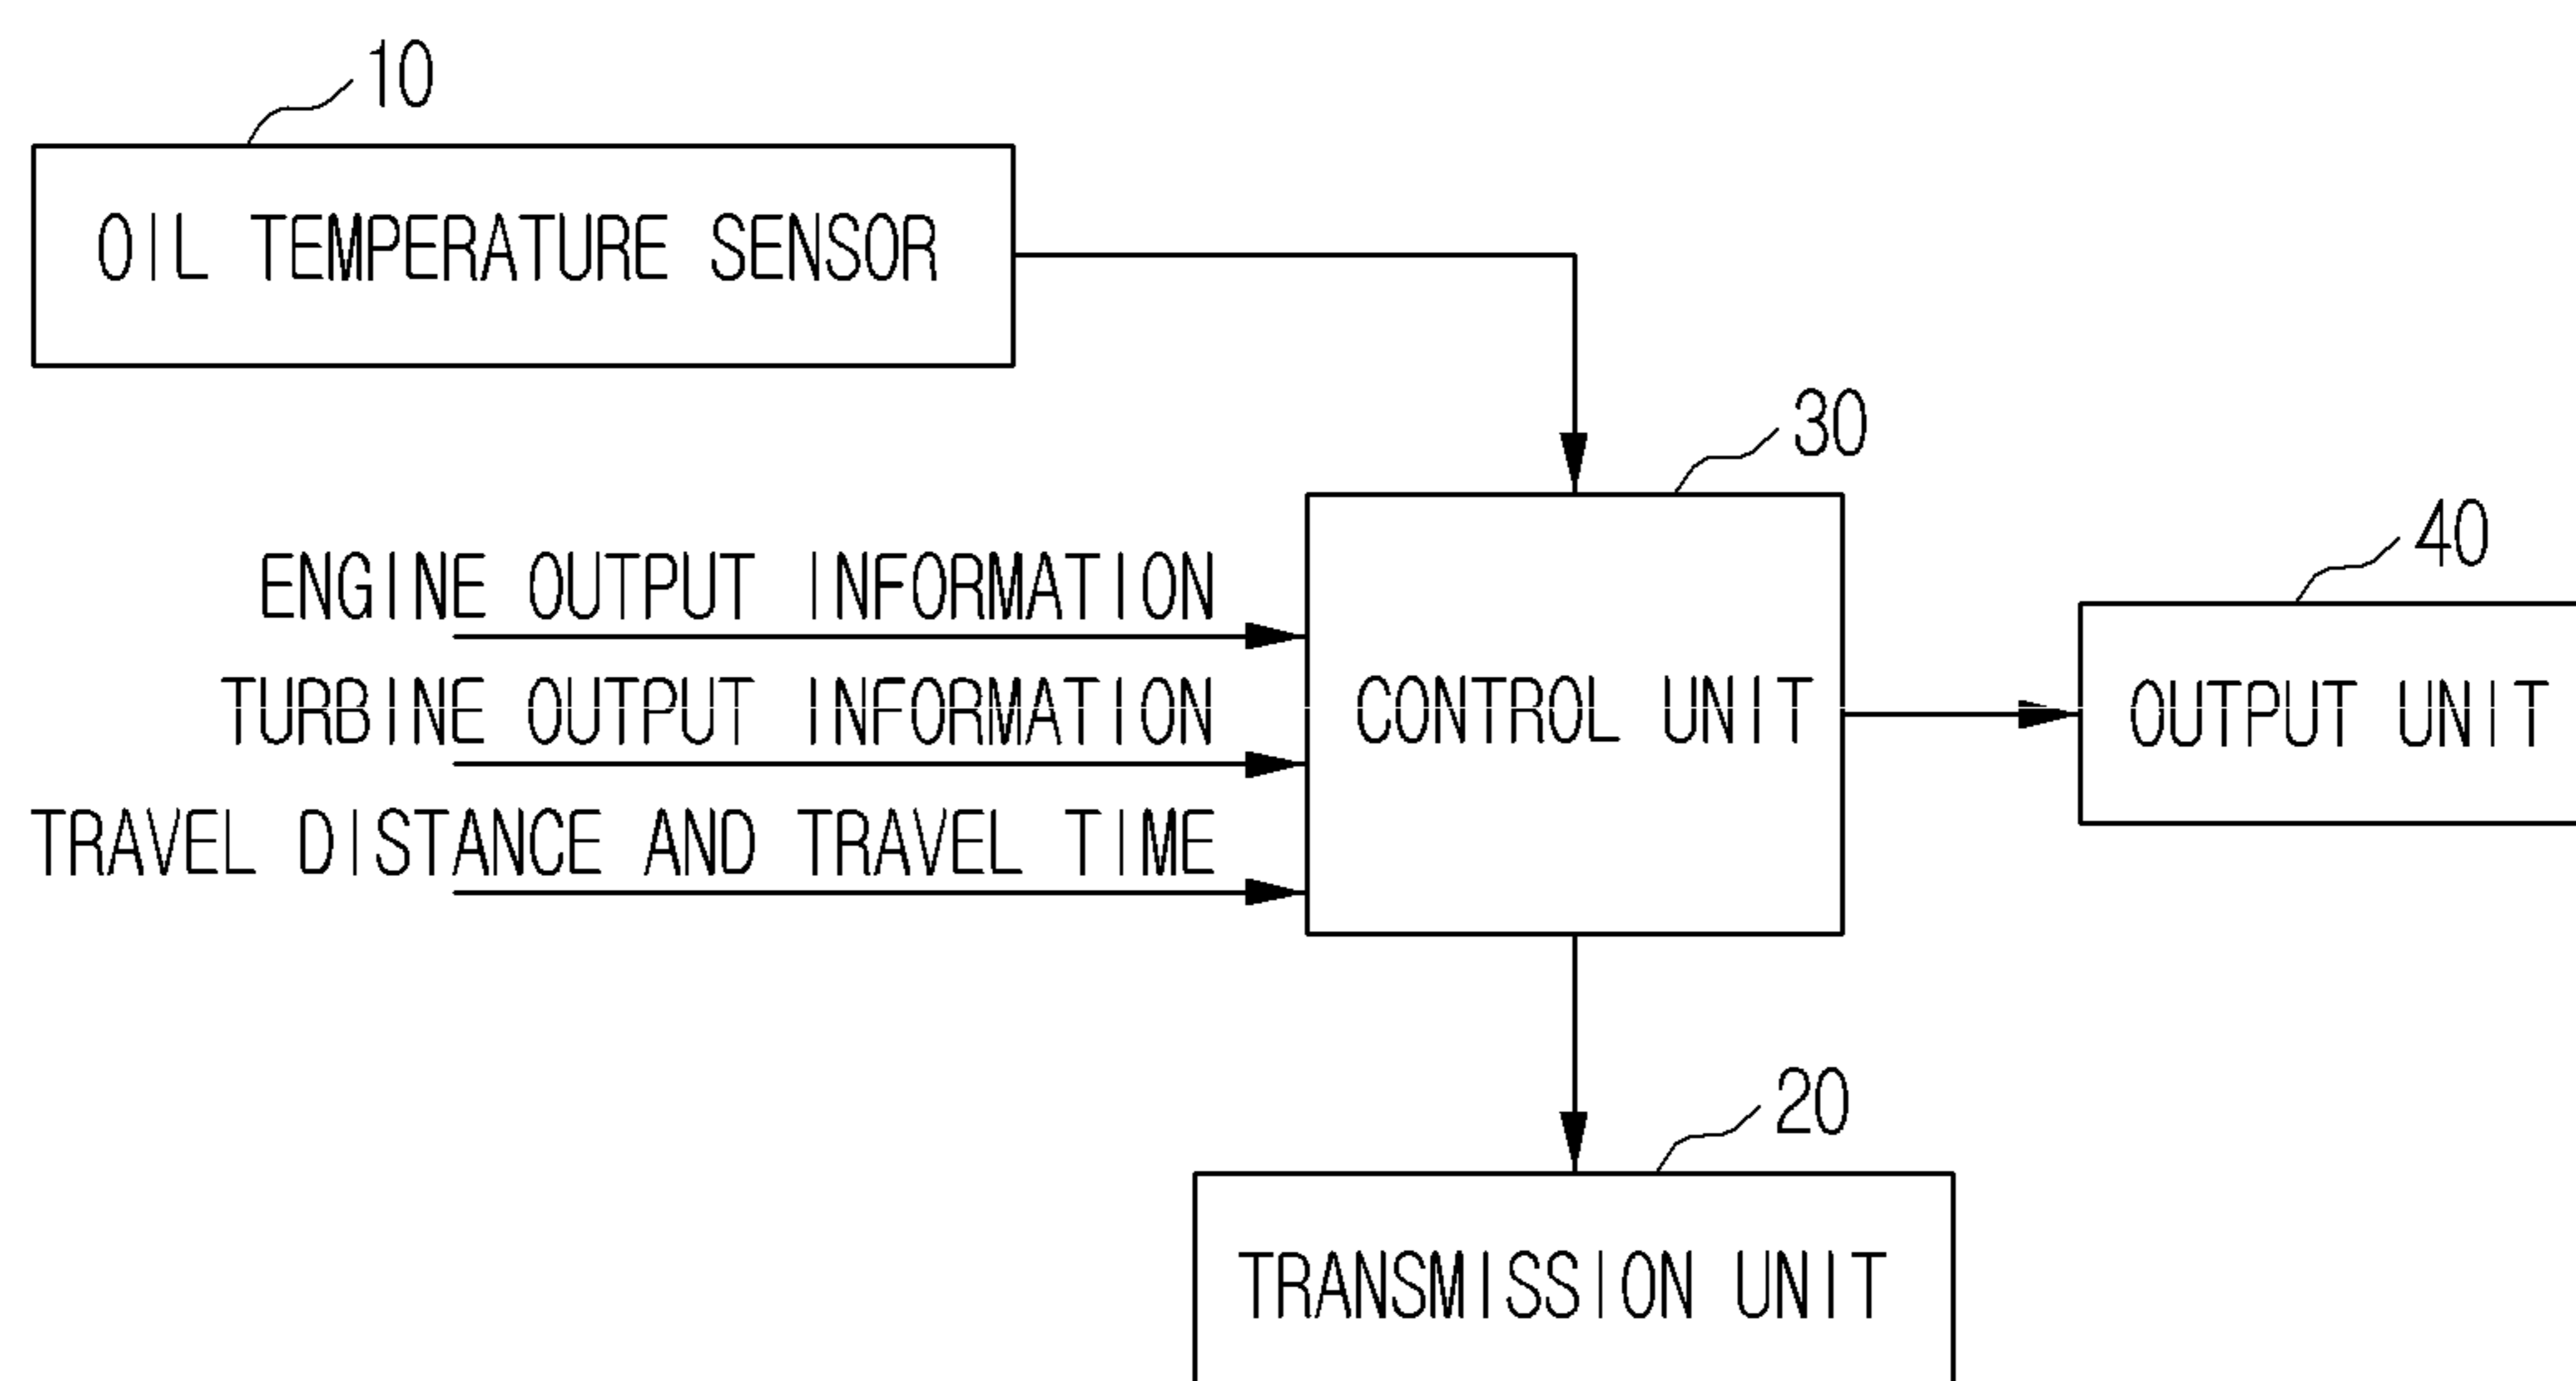 10
OIL TEMPERATURE SENSOR
30
ENGINE OUTPUT INFORMATION
40
TURBINE OUTPUT INFORMATION
CONTROL UNIT
OUTPUT UNIT
TRAVEL DISTANCE AND TRAVEL TIME
20
TRANSMISSION UNIT